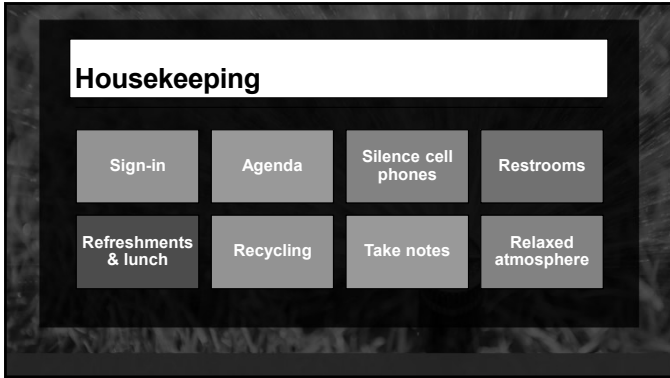 Housekeeping
Sign-in
Agenda
Silence cell
phones
Restrooms
Refreshments
& lunch
Recycling
Take notes
Relaxed
atmosphere